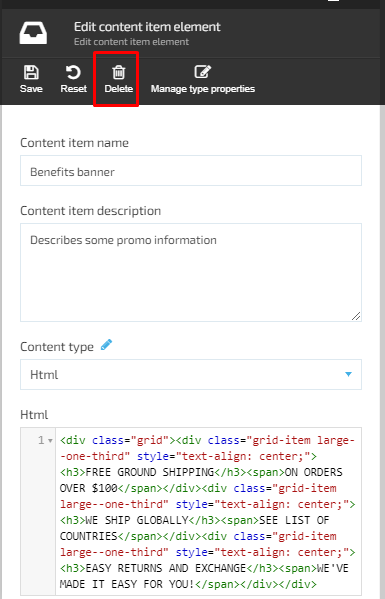 Edit content item element
Edit content item element
Save Reset Delete Manage type properties
Content item name
Benefits banner
Content item description
Describes some promo information
Content type
Html
Html
1 <div class="grid"><div class="grid-item large-
-one-third" style="text-align: center;">
<h3>FREE GROUND SHIPPING</h3><span>ON ORDERS
OVER $100</span></div><div class="grid-item
large--one-third" style="text-align: center;">
<h3>WE SHIP GLOBALLY</h3><span>SEE LIST OF
COUNTRIES</span></div><div class="grid-item
large--one-third" style="text-align: center;">
<h3>EASY RETURNS AND EXCHANGE</h3><span>WE'VE
MADE IT EASY FOR YOU!</span></div></div>